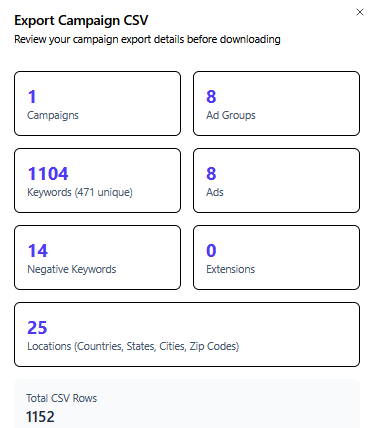 Export Campaign CSV
Review your campaign export details before downloading
1
Campaigns
8
Ad Groups
1104
Keywords (471 unique)
8
Ads
14
Negative Keywords
0
Extensions
25
Locations (Countries, States, Cities, Zip Codes)
Total CSV Rows
1152